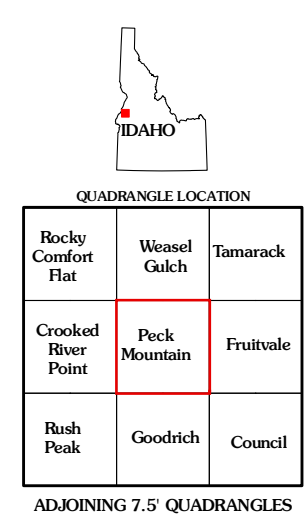 IDAHO
QUADRANGLE LOCATION
Rocky
Comfort
Flat
Weasel
Gulch
Tamarack
Crooked
River
Point
Peck
Mountain
Fruitvale
Rush
Peak
Goodrich
Council
ADJOINING 7.5' QUADRANGLES